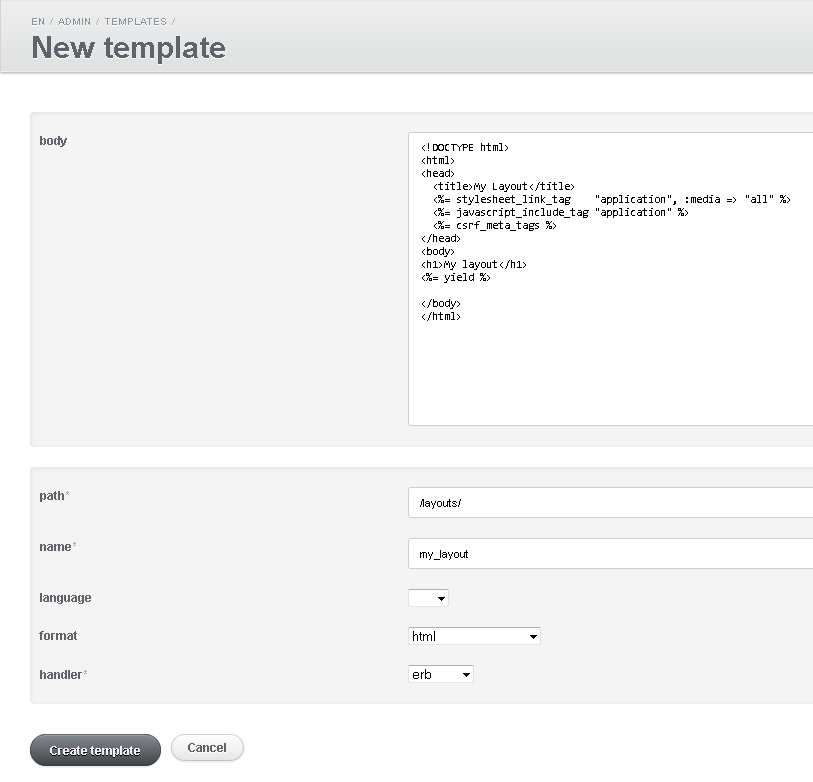 EN / ADMIN / TEMPLATES /
New template
body
<!DOCTYPE html>
<html>
<head>
  <title>My Layout</title>
  <%= stylesheet_link_tag    "application", :media => "all" %>
  <%= javascript_include_tag "application" %>
  <%= csrf_meta_tags %>
</head>
<body>
<h1>My layout</h1>
<%= yield %>

</body>
</html>
path*
/layouts/
name*
my_layout
language
format
html
handler*
erb
Create template
Cancel